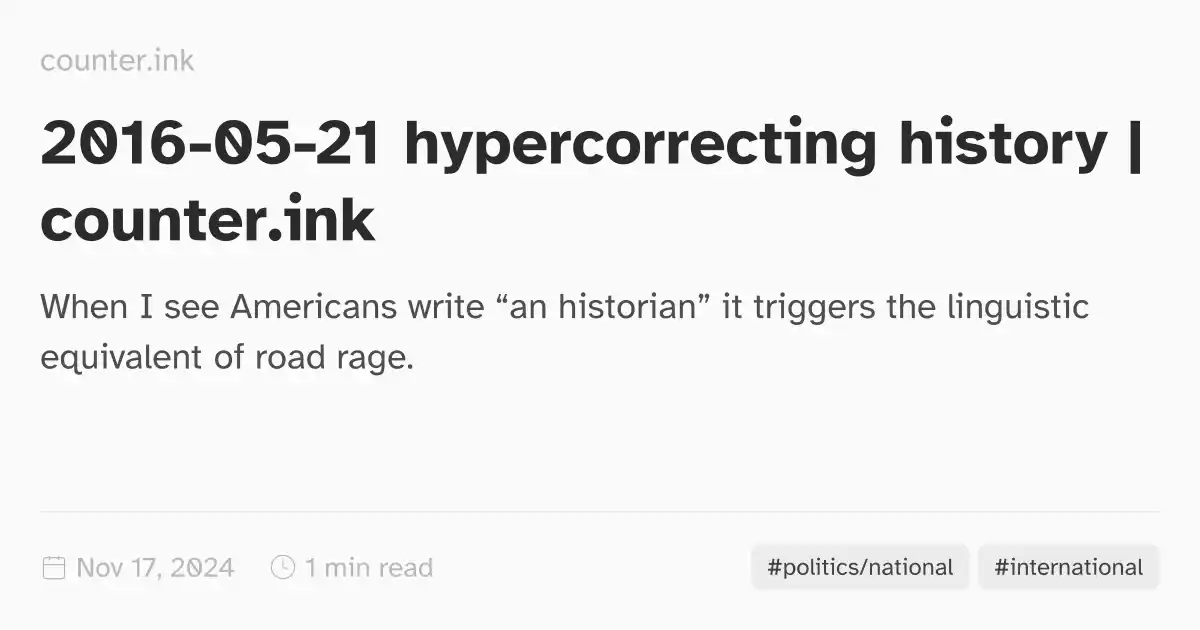 counter.ink
2016-05-21 hypercorrecting history |
counter.ink
When I see Americans write “an historian” it triggers the linguistic
equivalent of road rage.
Nov 17, 2024 1 min read #politics/national #international